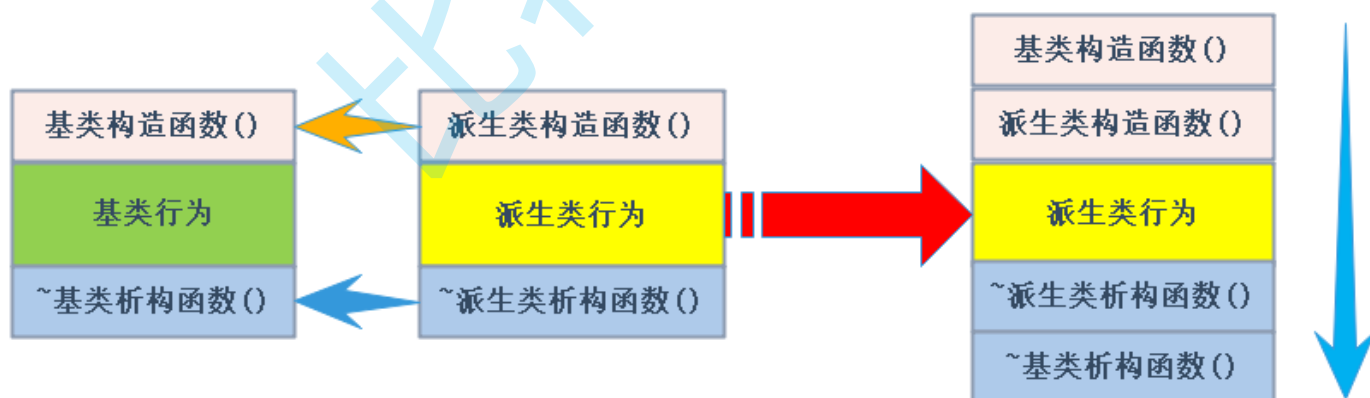 基类构造函数()
派生类构造函数()
基类行为
派生类行为
~基类析构函数()
~派生类析构函数()
基类构造函数()
派生类构造函数()
派生类行为
~派生类析构函数()
~基类析构函数()
比